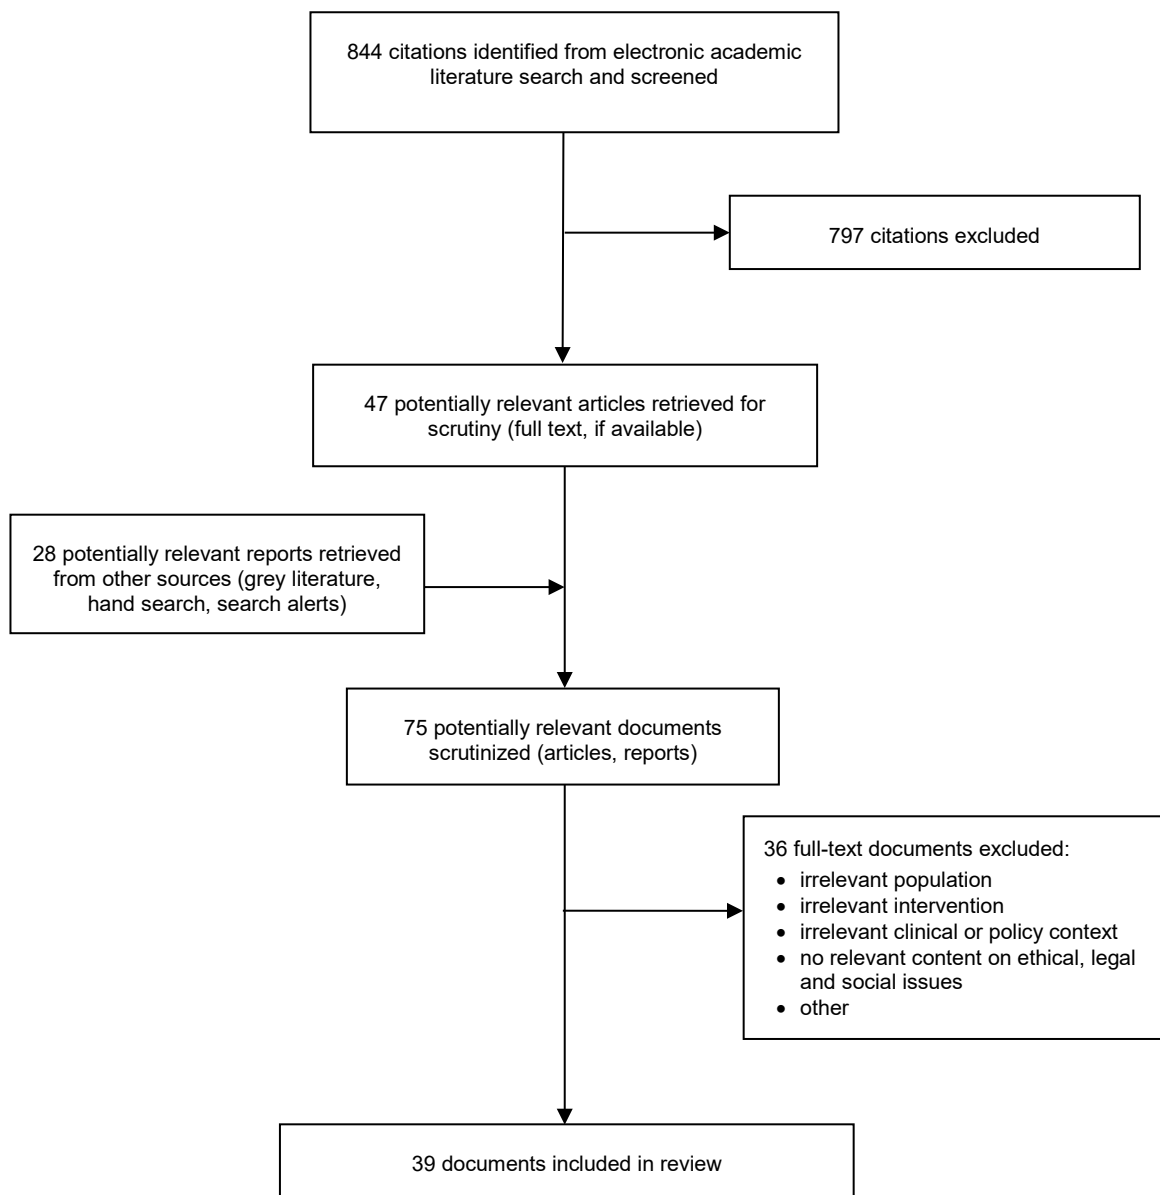 844 citations identified from electronic academic
literature search and screened
797 citations excluded
47 potentially relevant articles retrieved for
scrutiny (full text, if available)
28 potentially relevant reports retrieved
from other sources (grey literature,
hand search, search alerts)
75 potentially relevant documents
scrutinized (articles, reports)
36 full-text documents excluded:
• irrelevant population
• irrelevant intervention
• irrelevant clinical or policy context
• no relevant content on ethical, legal
and social issues
• other
39 documents included in review